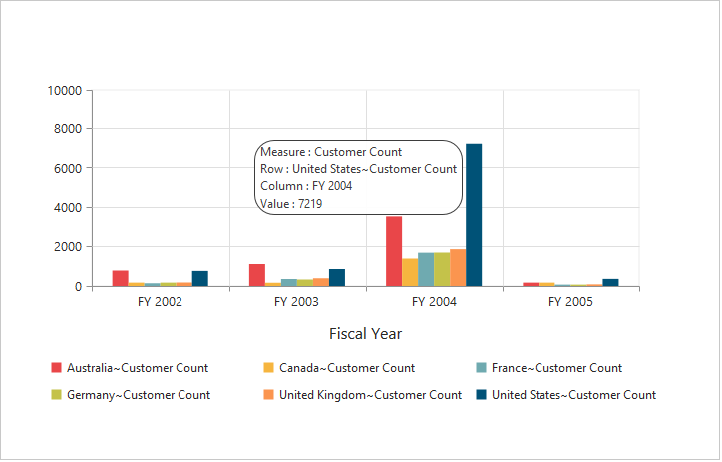 10000
8000
6000
4000
2000
0
Measure : Customer Count
Row : United States~Customer Count
Column : FY 2004
Value : 7219
FY 2002 FY 2003 FY 2004 FY 2005
Fiscal Year
Australia~Customer Count Canada~Customer Count France~Customer Count
Germany~Customer Count United Kingdom~Customer Count United States~Customer Count